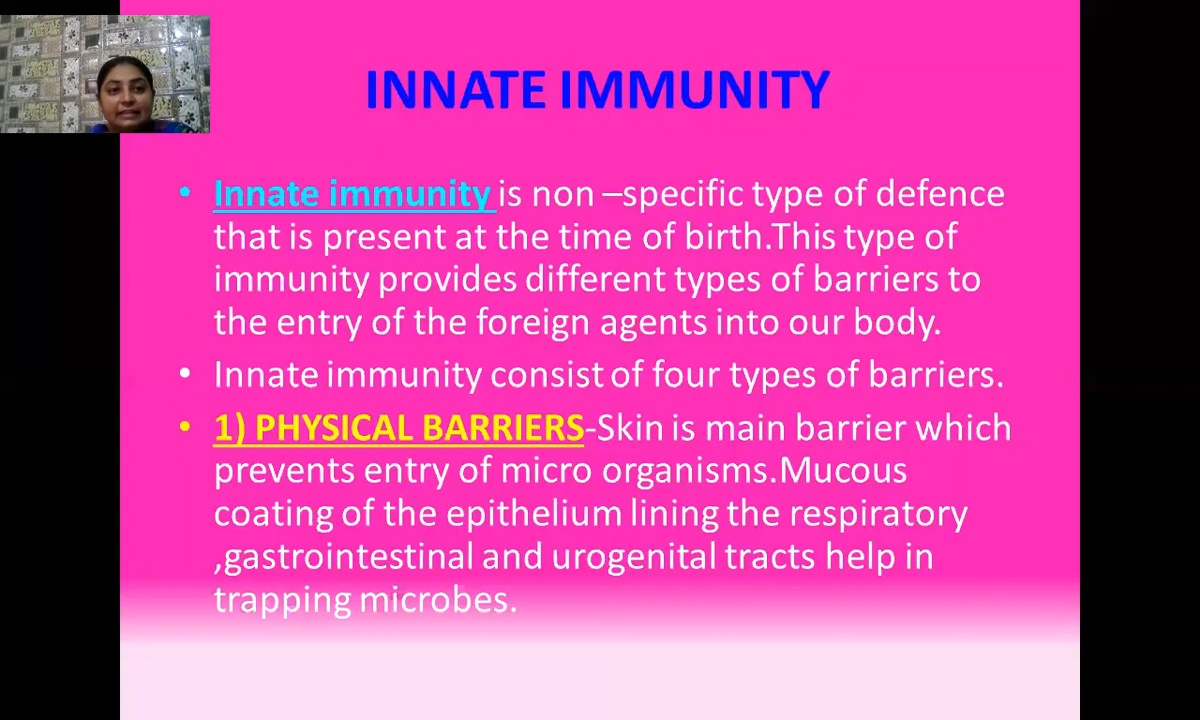 INNATE IMMUNITY
• Innate immunity is non –specific type of defence
that is present at the time of birth.This type of
immunity provides different types of barriers to
the entry of the foreign agents into our body.
• Innate immunity consist of four types of barriers.
• 1) PHYSICAL BARRIERS-Skin is main barrier which
prevents entry of micro organisms.Mucous
coating of the epithelium lining the respiratory
,gastrointestinal and urogenital tracts help in
trapping microbes.